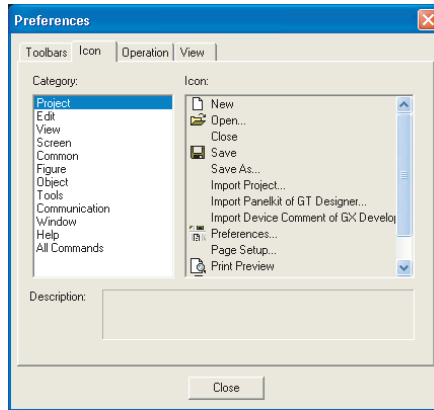 Preferences
Toolbars Icon Operation View
Category:
Project
Edit
View
Screen
Common
Figure
Object
Tools
Communication
Window
Help
All Commands
Icon:
New
Open...
Close
Save
Save As...
Import Project...
Import Panelkit of GT Designer...
Import Device Comment of GX Develop
Preferences...
Page Setup...
Print Preview
Description:
Close